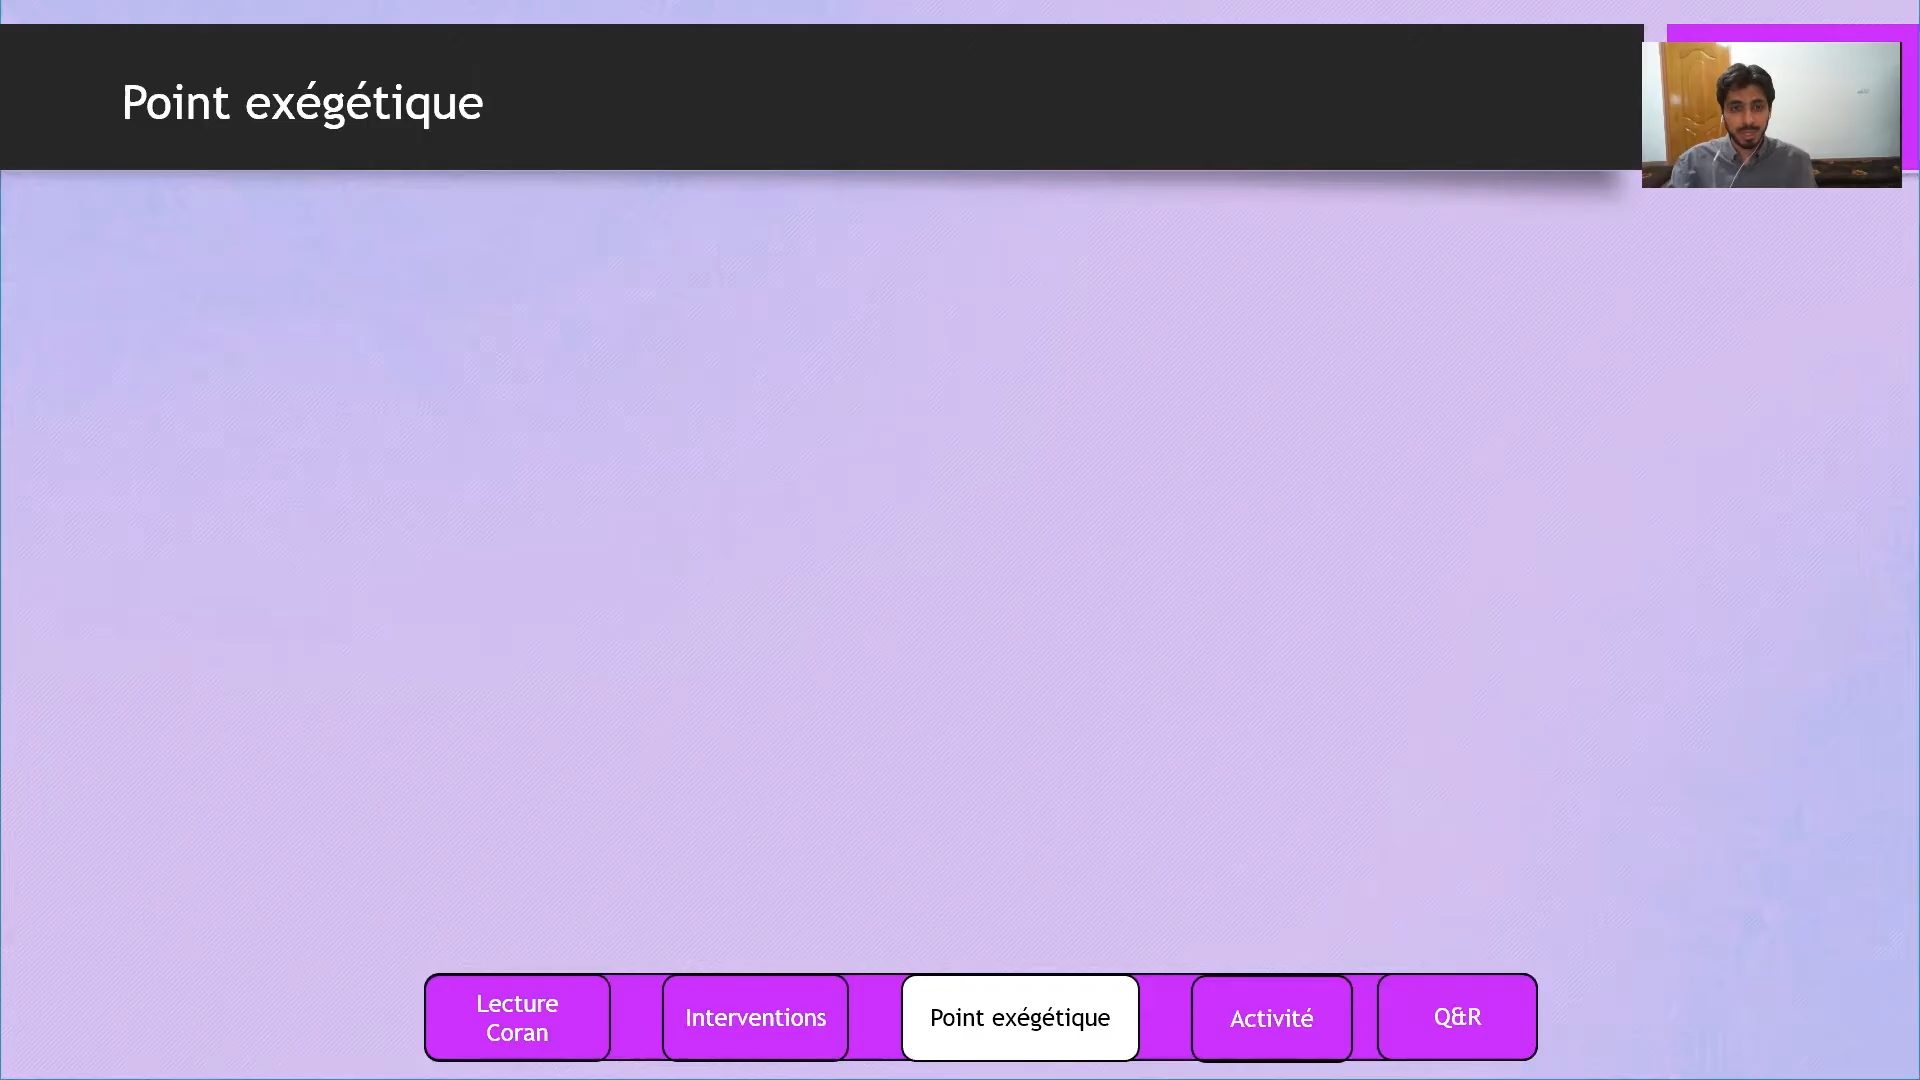 Point exégétique
Lecture
Coran
Interventions
Point exégétique
Activité
Q&R